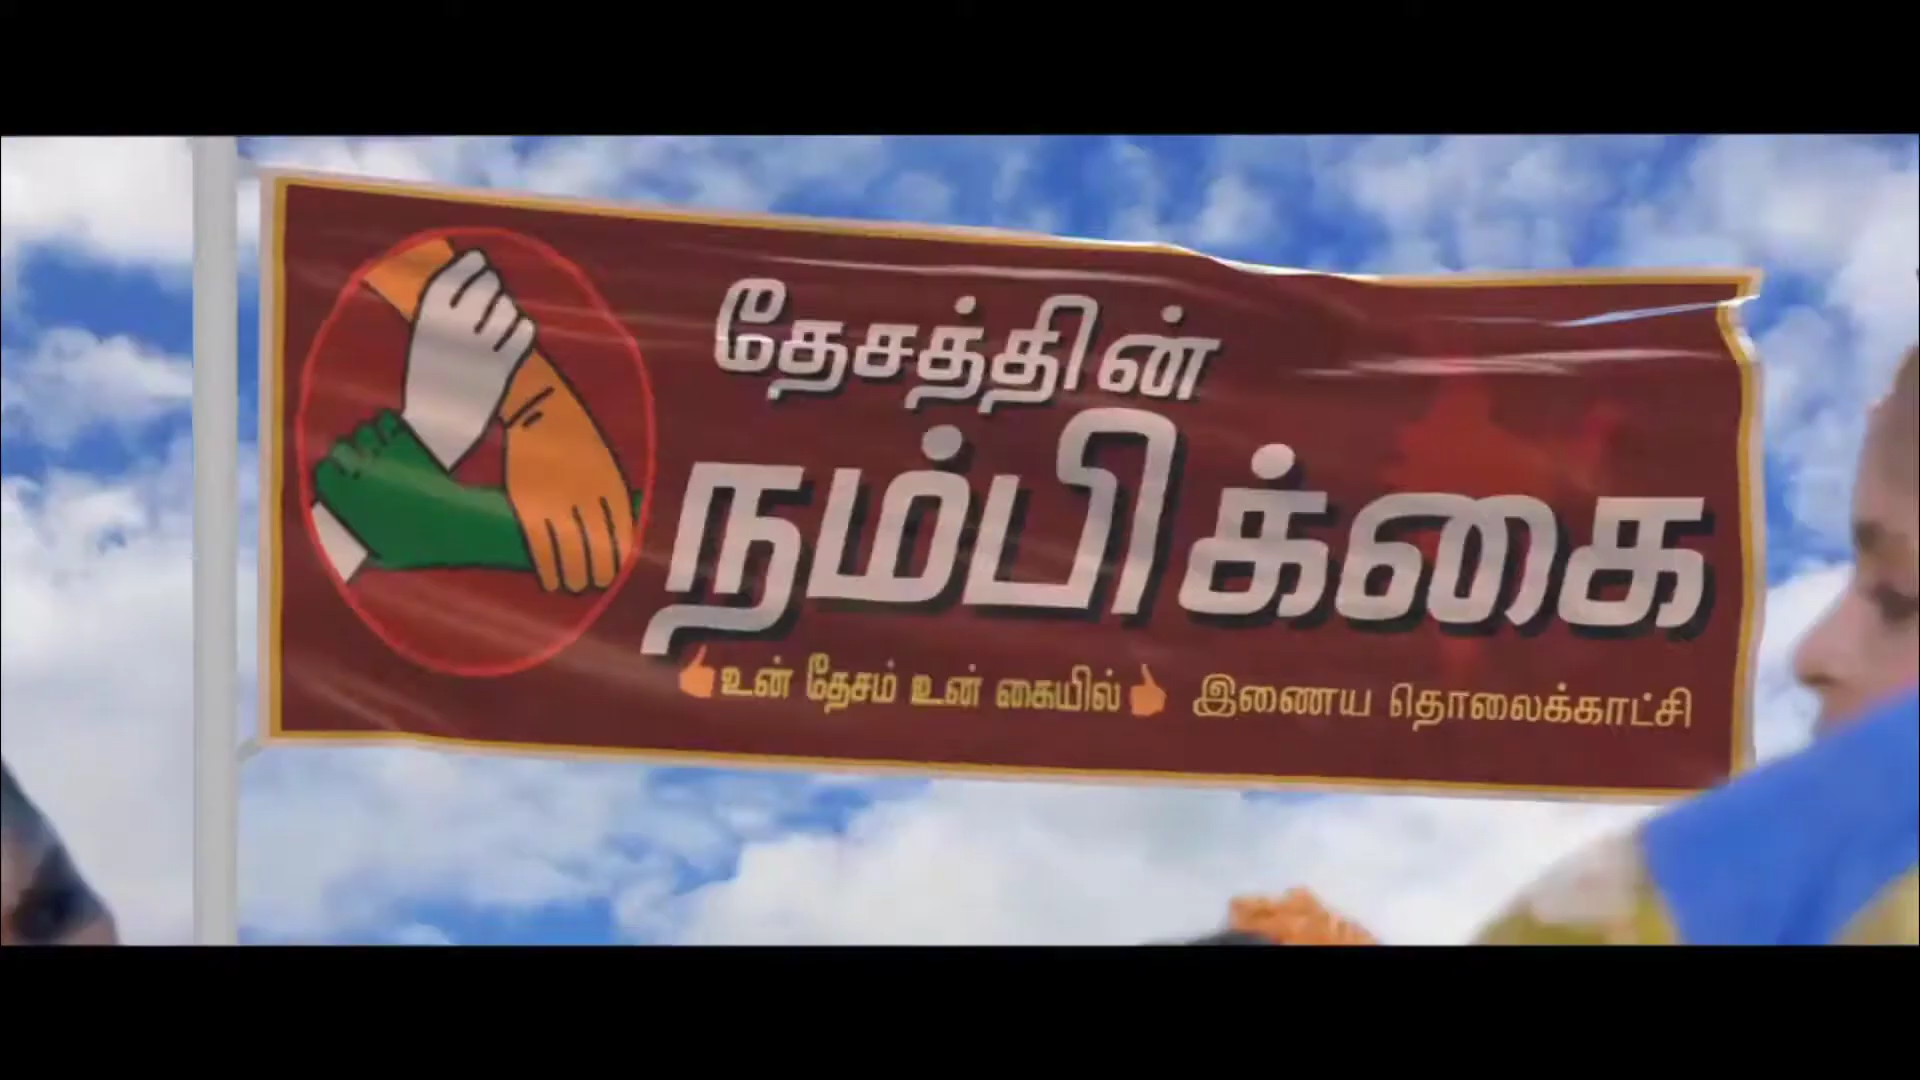 தேசத்தின்
நம்பிக்கை
உன் தேசம் உன் கையில் இணைய தொலைக்காட்சி